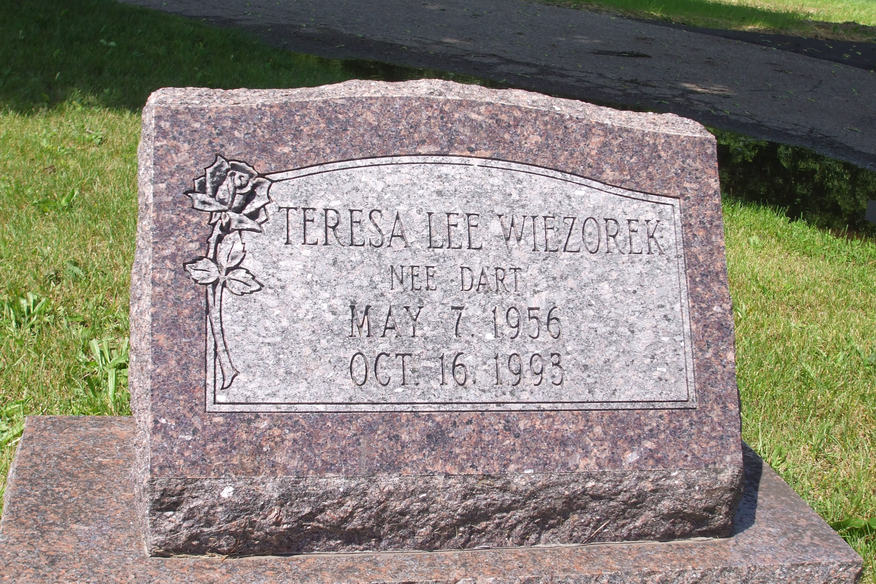 TERESA LEE WIEZOREK
NEE DART
MAY 7. 1956
OCT. 16. 1993